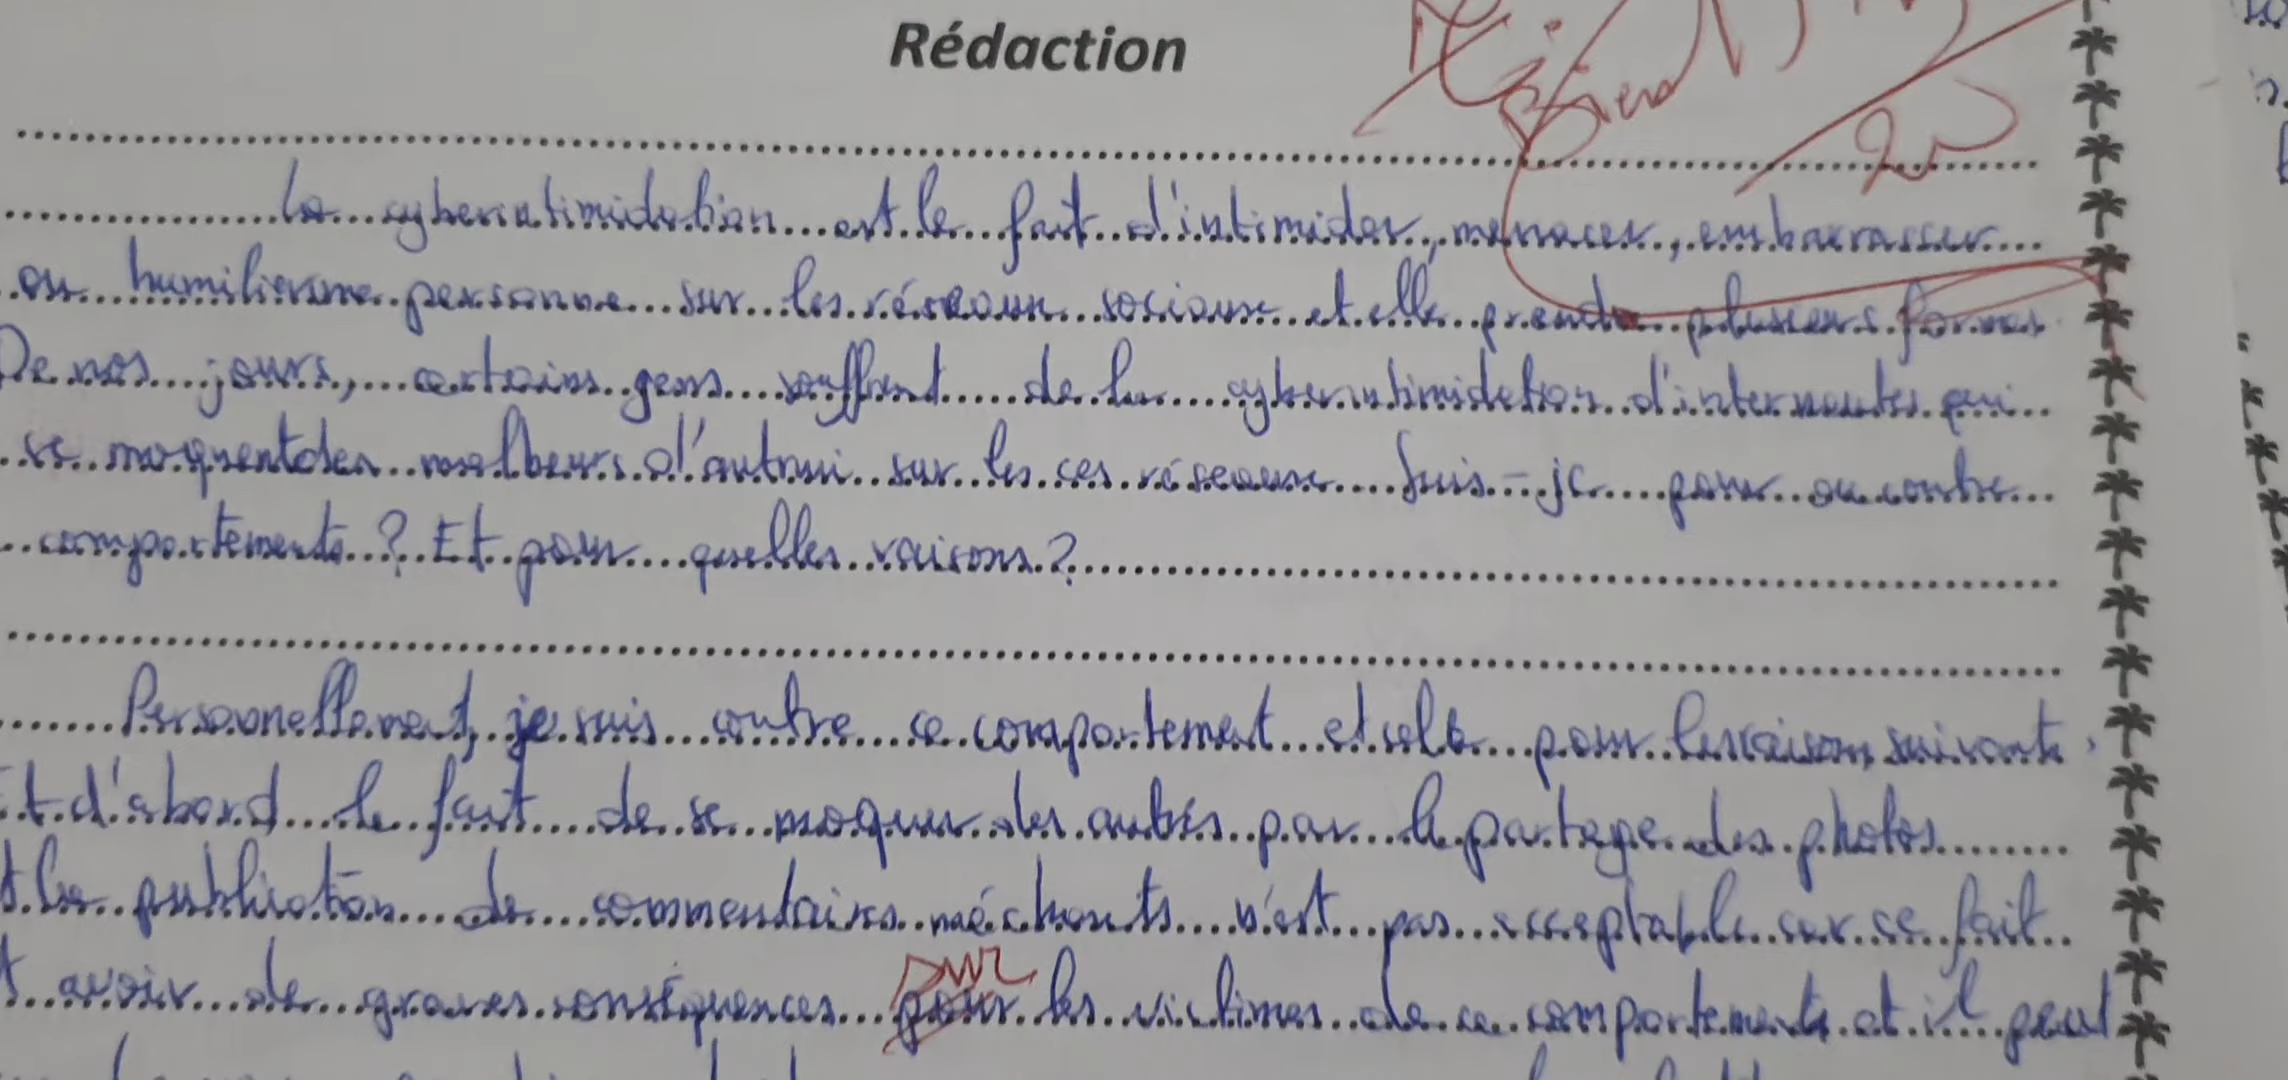 Rédaction
Bien
La cyberintimidation est le fait d'intimider, menacer, embarrasser
ou humilier une personne sur les réseaux sociaux et elle prend plusieurs formes
De nos jours, certains gens souffrent de la cyberintimidation d'internautes qui
se moquent des malheurs d'autrui sur les ces réseaux Suis-je pour ou contre
comportements ? Et pour quelles raisons ?
Personnellement, je suis contre ce comportement et cela pour les raisons suivants
t d'abord le fait de se moquer des autres par le partage des photos
t la publication de commentaires méchants n'est pas acceptable car ce fait
t avoir de graves conséquences pour sur les victimes de ce comportements et il peut